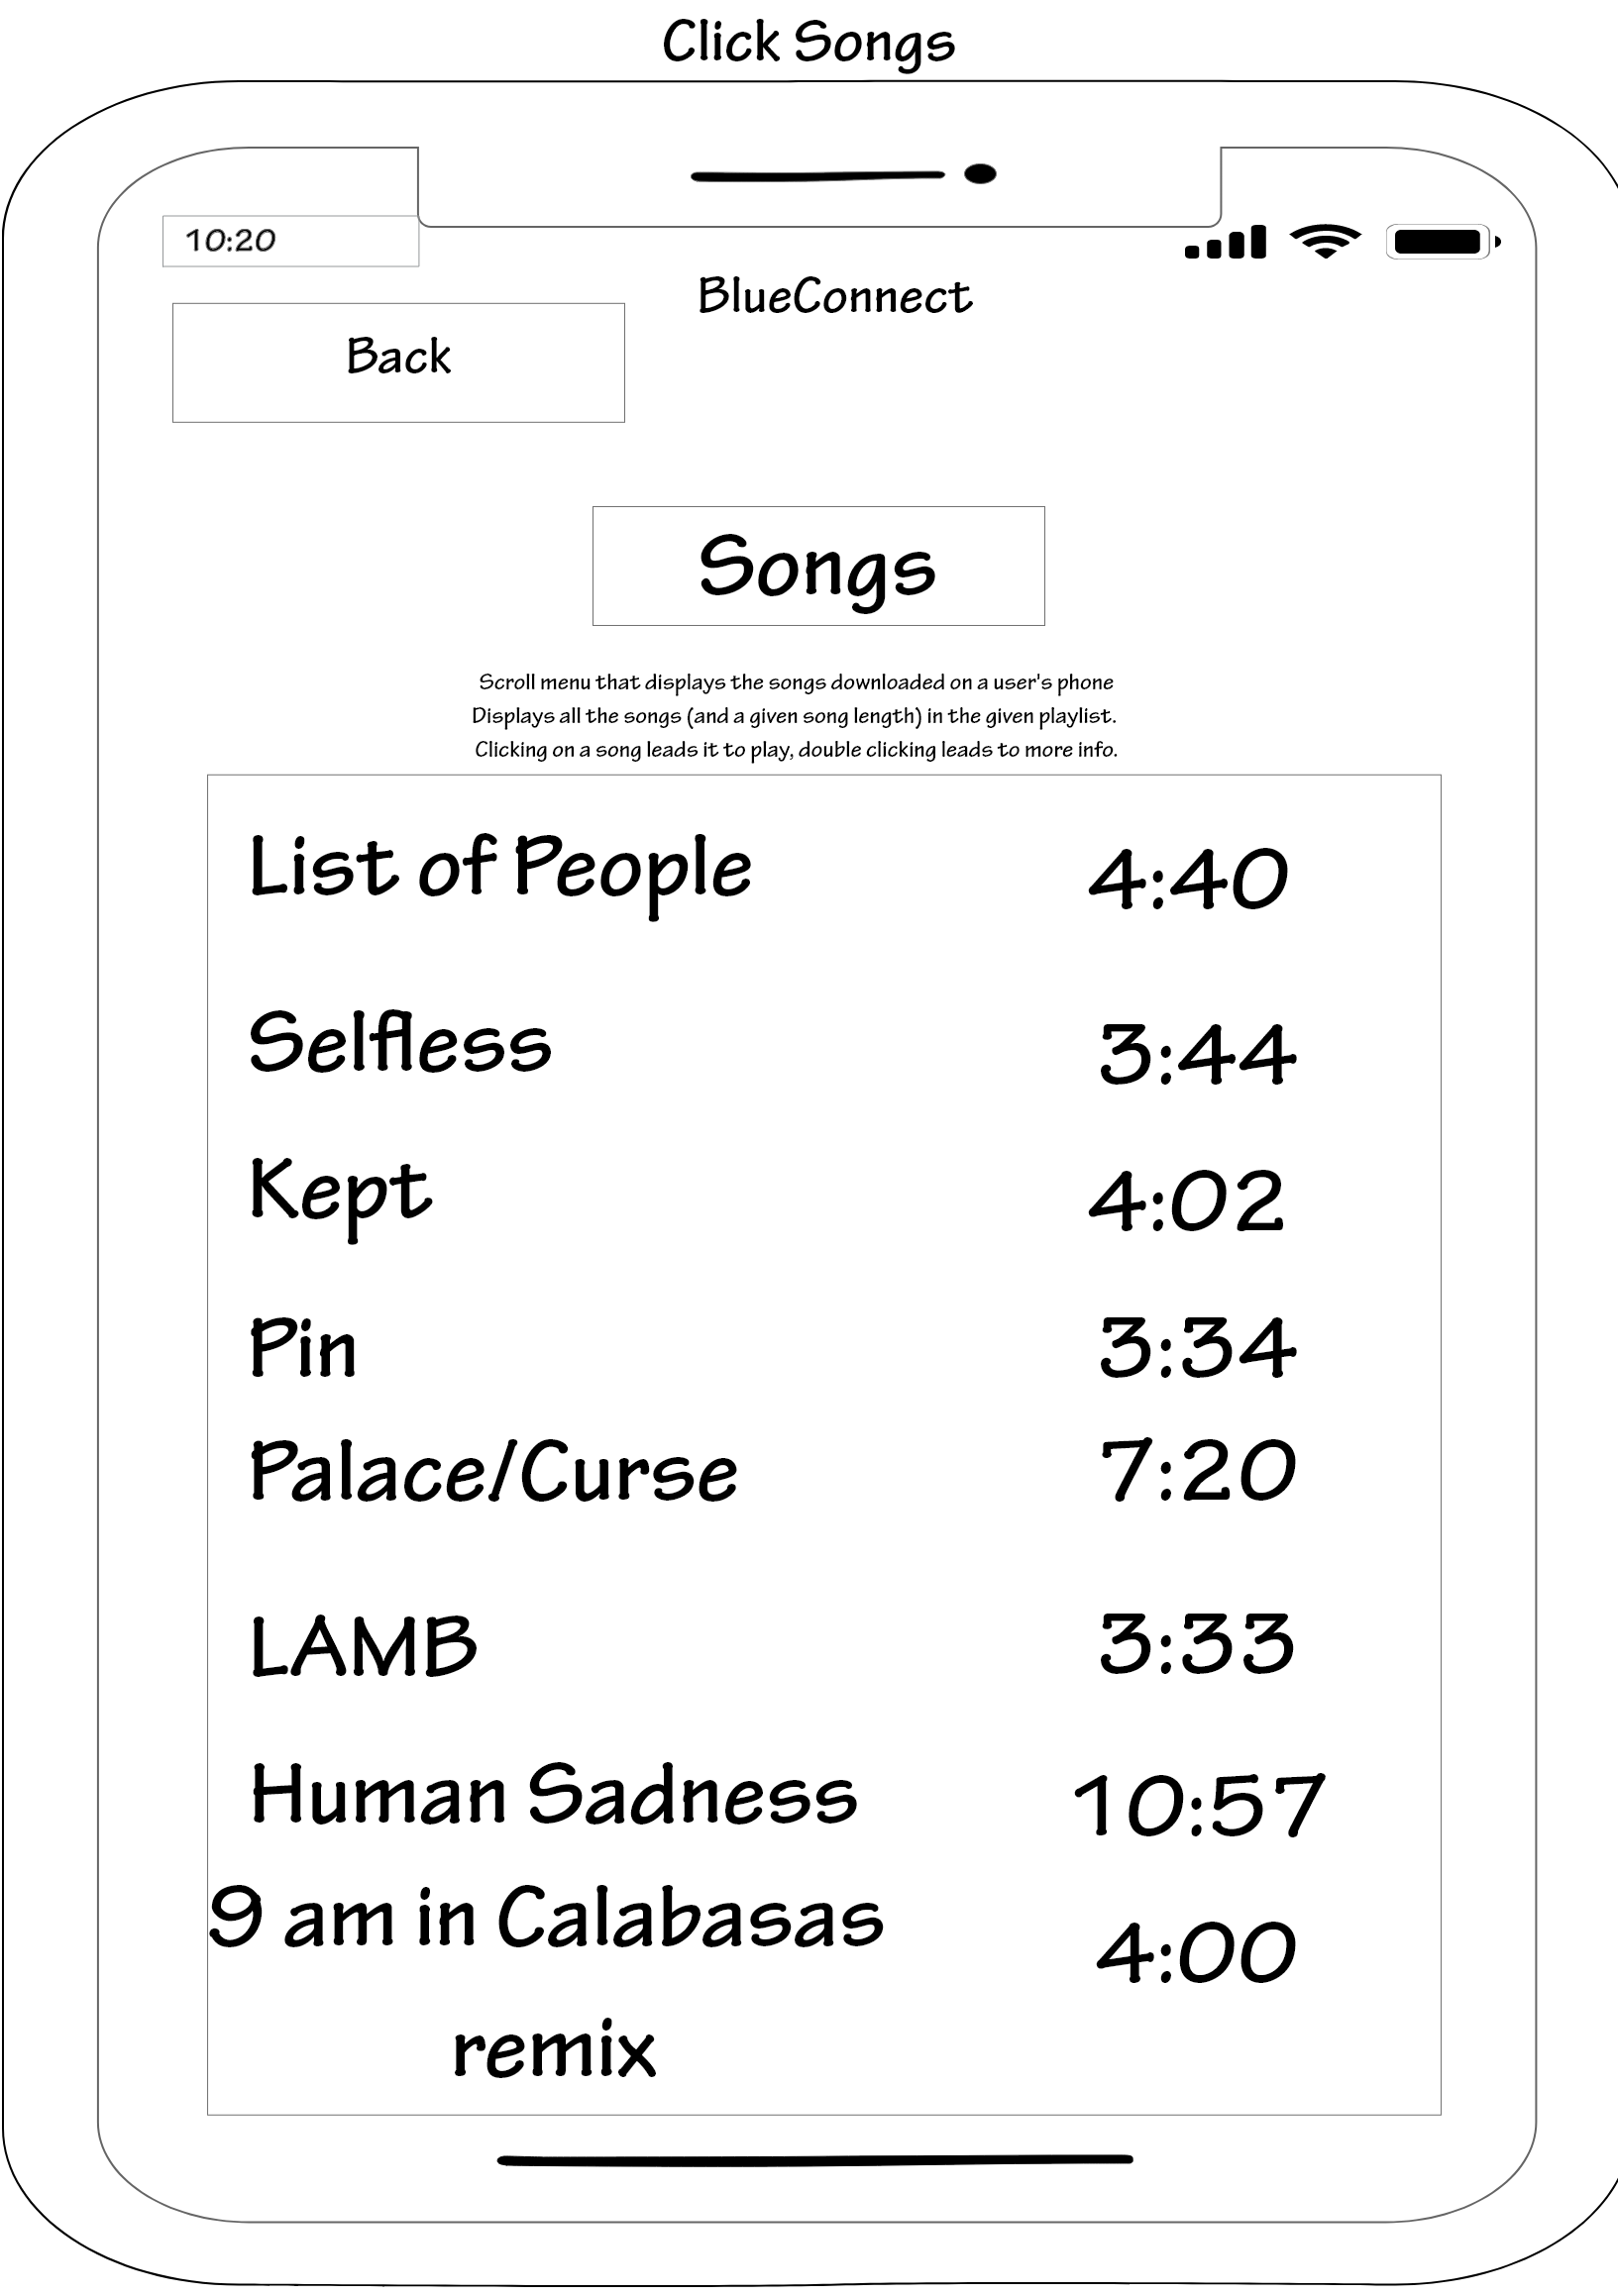 Click Songs
10:20
BlueConnect
Back
Songs
Scroll menu that displays the songs downloaded on a user's phone
Displays all the songs (and a given song length) in the given playlist.
Clicking on a song leads it to play, double clicking leads to more info.
List of People 4:40
Selfless 3:44
Kept 4:02
Pin 3:34
Palace/Curse 7:20
LAMB 3:33
Human Sadness 10:57
9 am in Calabasas 4:00
remix